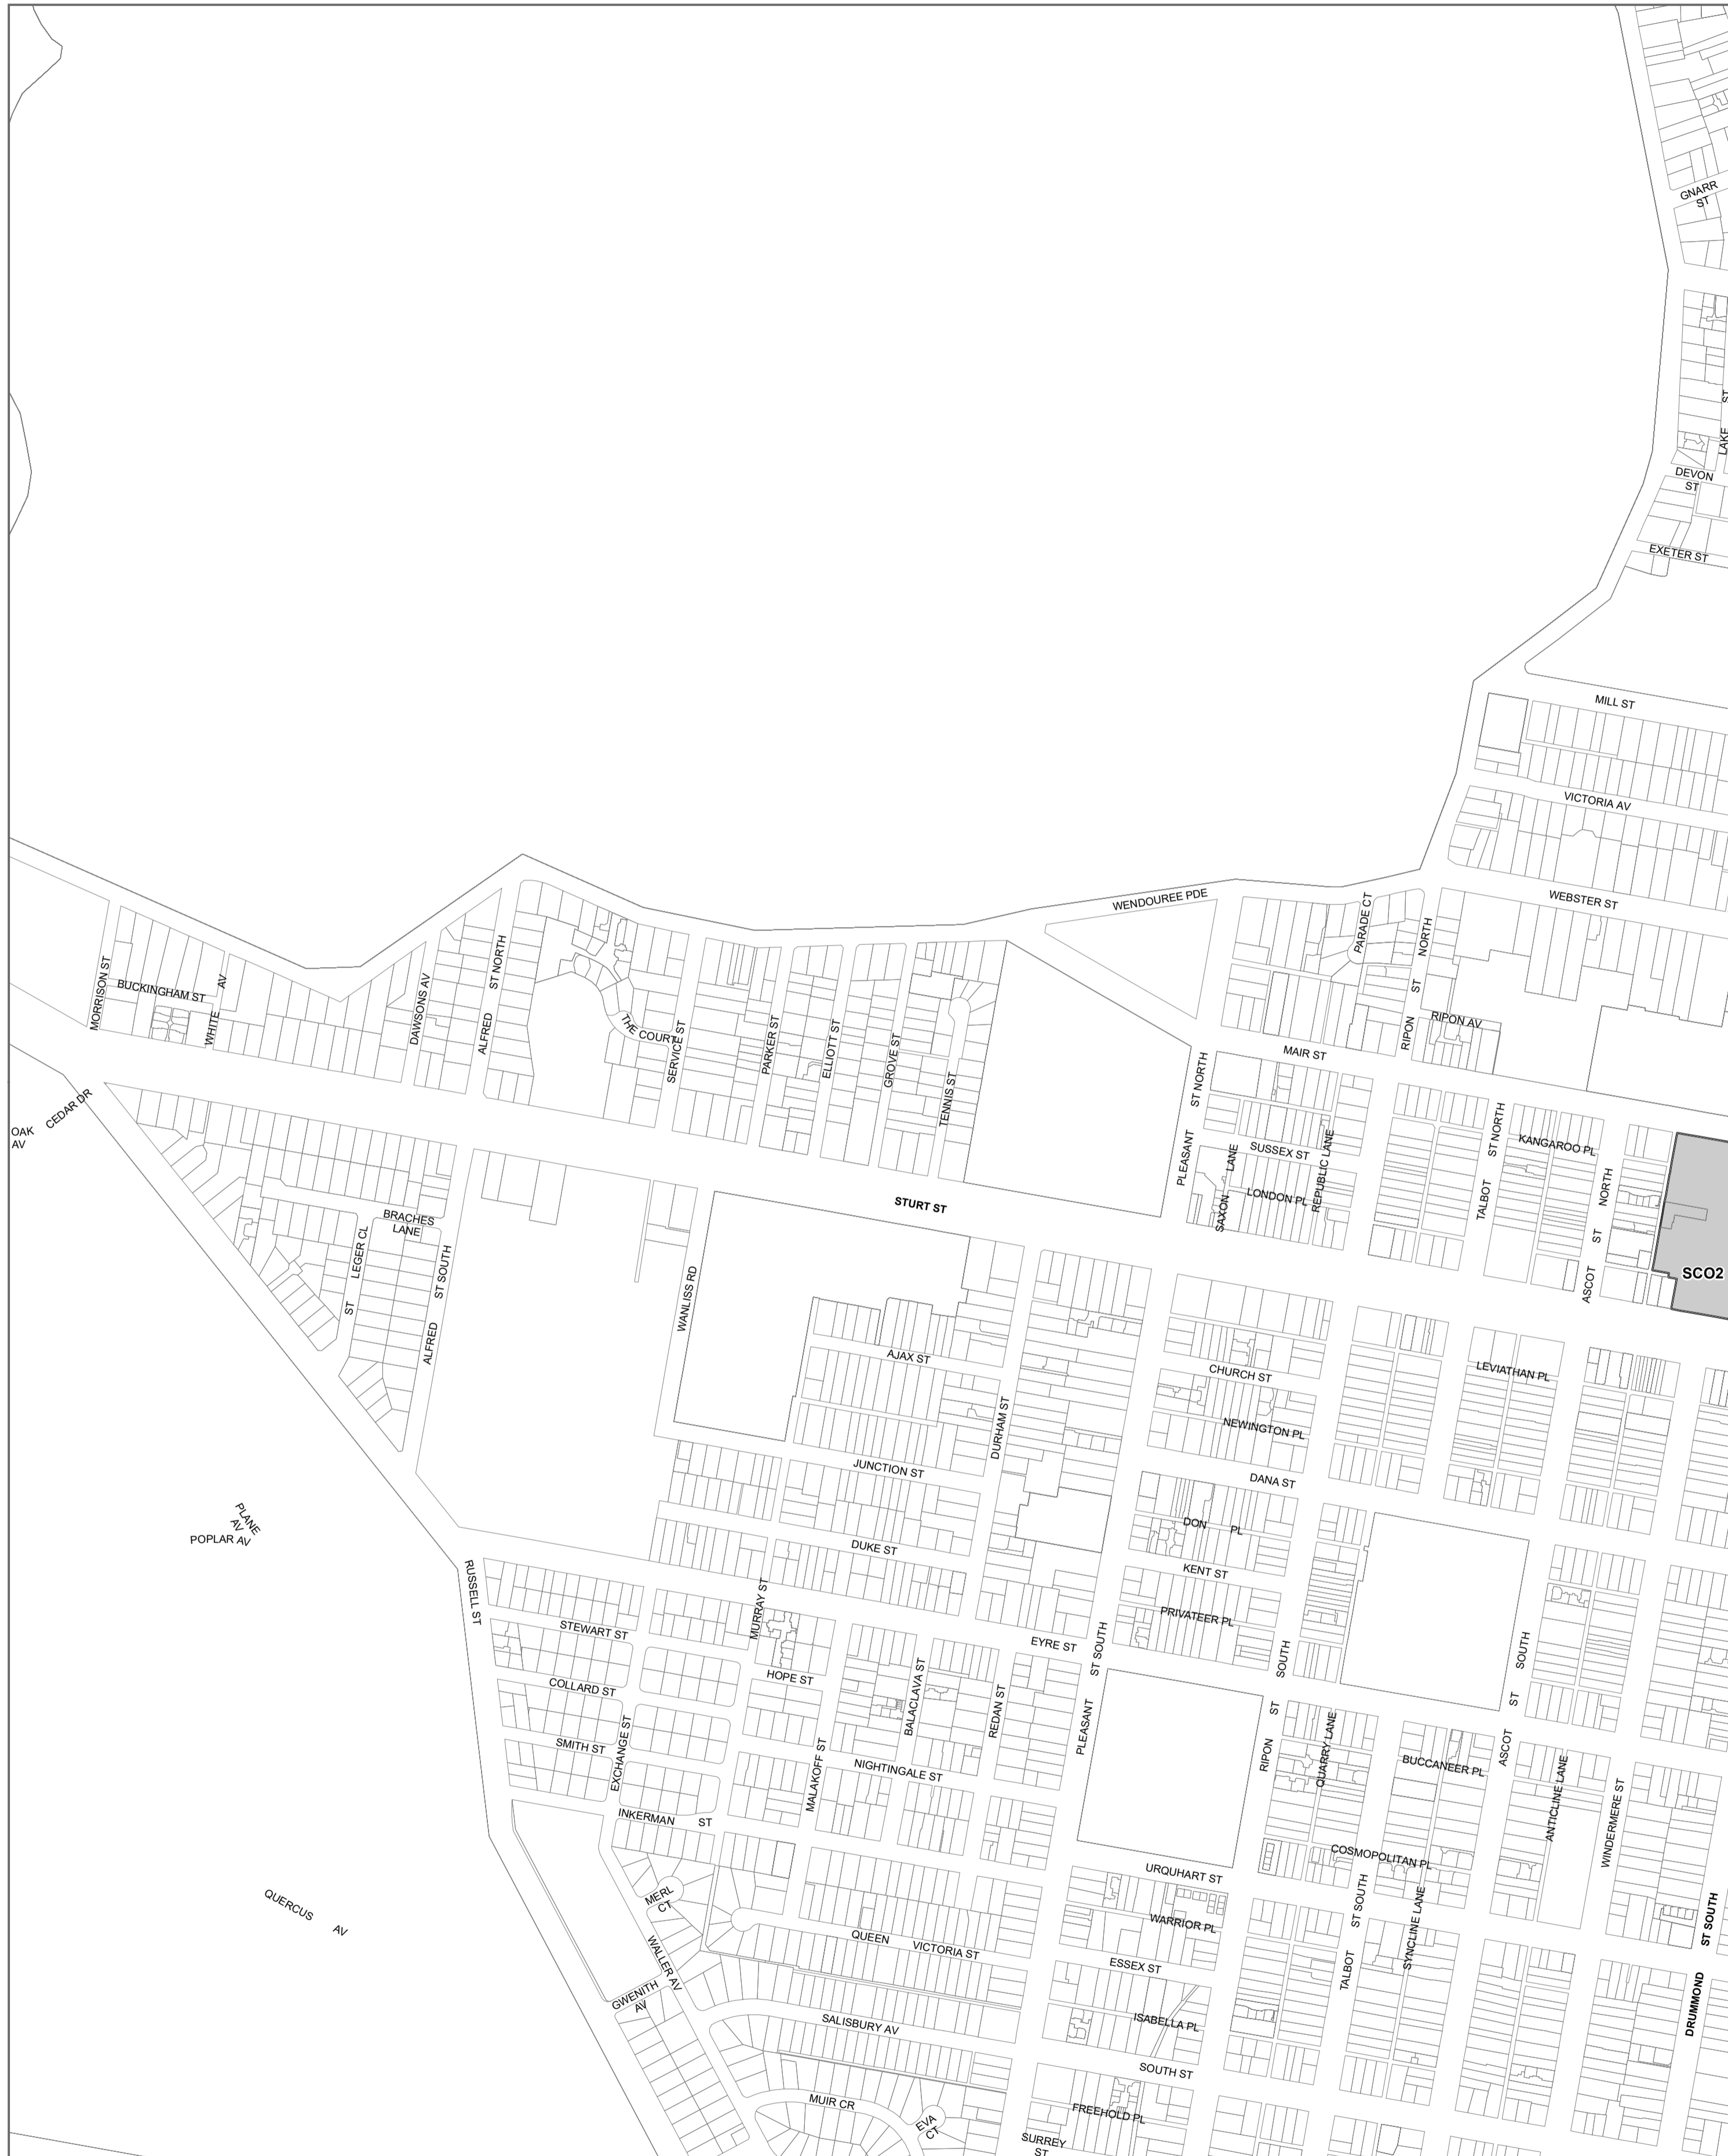 GNARR
ST
LAKE
ST
DEVON
ST
EXETER ST
MILL ST
VICTORIA AV
WEBSTER ST
WENDOUREE PDE
PARADE CT
RIPON
ST
NORTH
RIPON AV
MAIR ST
MORRISON ST
BUCKINGHAM ST
WHITE
AV
DAWSONS AV
ALFRED
ST NORTH
THE COURT
SERVICE ST
PARKER ST
ELLIOTT ST
GROVE ST
TENNIS ST
PLEASANT
ST NORTH
SUSSEX ST
SAXON
LANE
LONDON PL
REPUBLIC LANE
TALBOT
ST NORTH
KANGAROO PL
ASCOT
ST
NORTH
SCO2
OAK
AV
CEDAR DR
STURT ST
BRACHES
LANE
ST
LEGER CL
ALFRED
ST SOUTH
WANLISS RD
AJAX ST
CHURCH ST
LEVIATHAN PL
DURHAM ST
NEWINGTON PL
JUNCTION ST
DANA ST
PLANE
AV
POPLAR AV
DON
PL
DUKE ST
KENT ST
RUSSELL ST
MURRAY ST
PRIVATEER PL
STEWART ST
EYRE ST
PLEASANT
ST SOUTH
HOPE ST
COLLARD ST
BALACLAVA ST
REDAN ST
RIPON
ST
SOUTH
QUARRY LANE
ASCOT
ST
SOUTH
SMITH ST
EXCHANGE ST
NIGHTINGALE ST
MALAKOFF ST
BUCCANEER PL
ANTICLINE LANE
WINDERMERE ST
INKERMAN
ST
COSMOPOLITAN PL
URQUHART ST
QUERCUS
AV
MERL
CT
WARRIOR PL
TALBOT
ST SOUTH
SYNCLINE LANE
DRUMMOND
ST SOUTH
QUEEN
VICTORIA ST
WALLER AV
ESSEX ST
GWENITH
AV
SALISBURY AV
ISABELLA PL
SOUTH ST
MUIR CR
EVA
CT
FREEHOLD PL
SURREY
ST